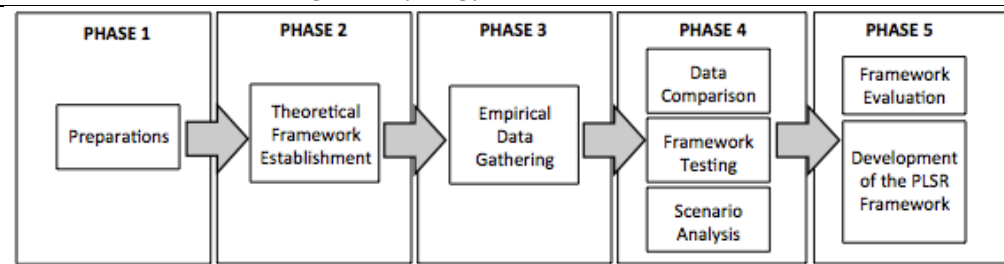 PHASE 1
Preparations
PHASE 2
Theoretical
Framework
Establishment
PHASE 3
Empirical
Data
Gathering
PHASE 4
Data
Comparison
Framework
Testing
Scenario
Analysis
PHASE 5
Framework
Evaluation
Development
of the PLSR
Framework